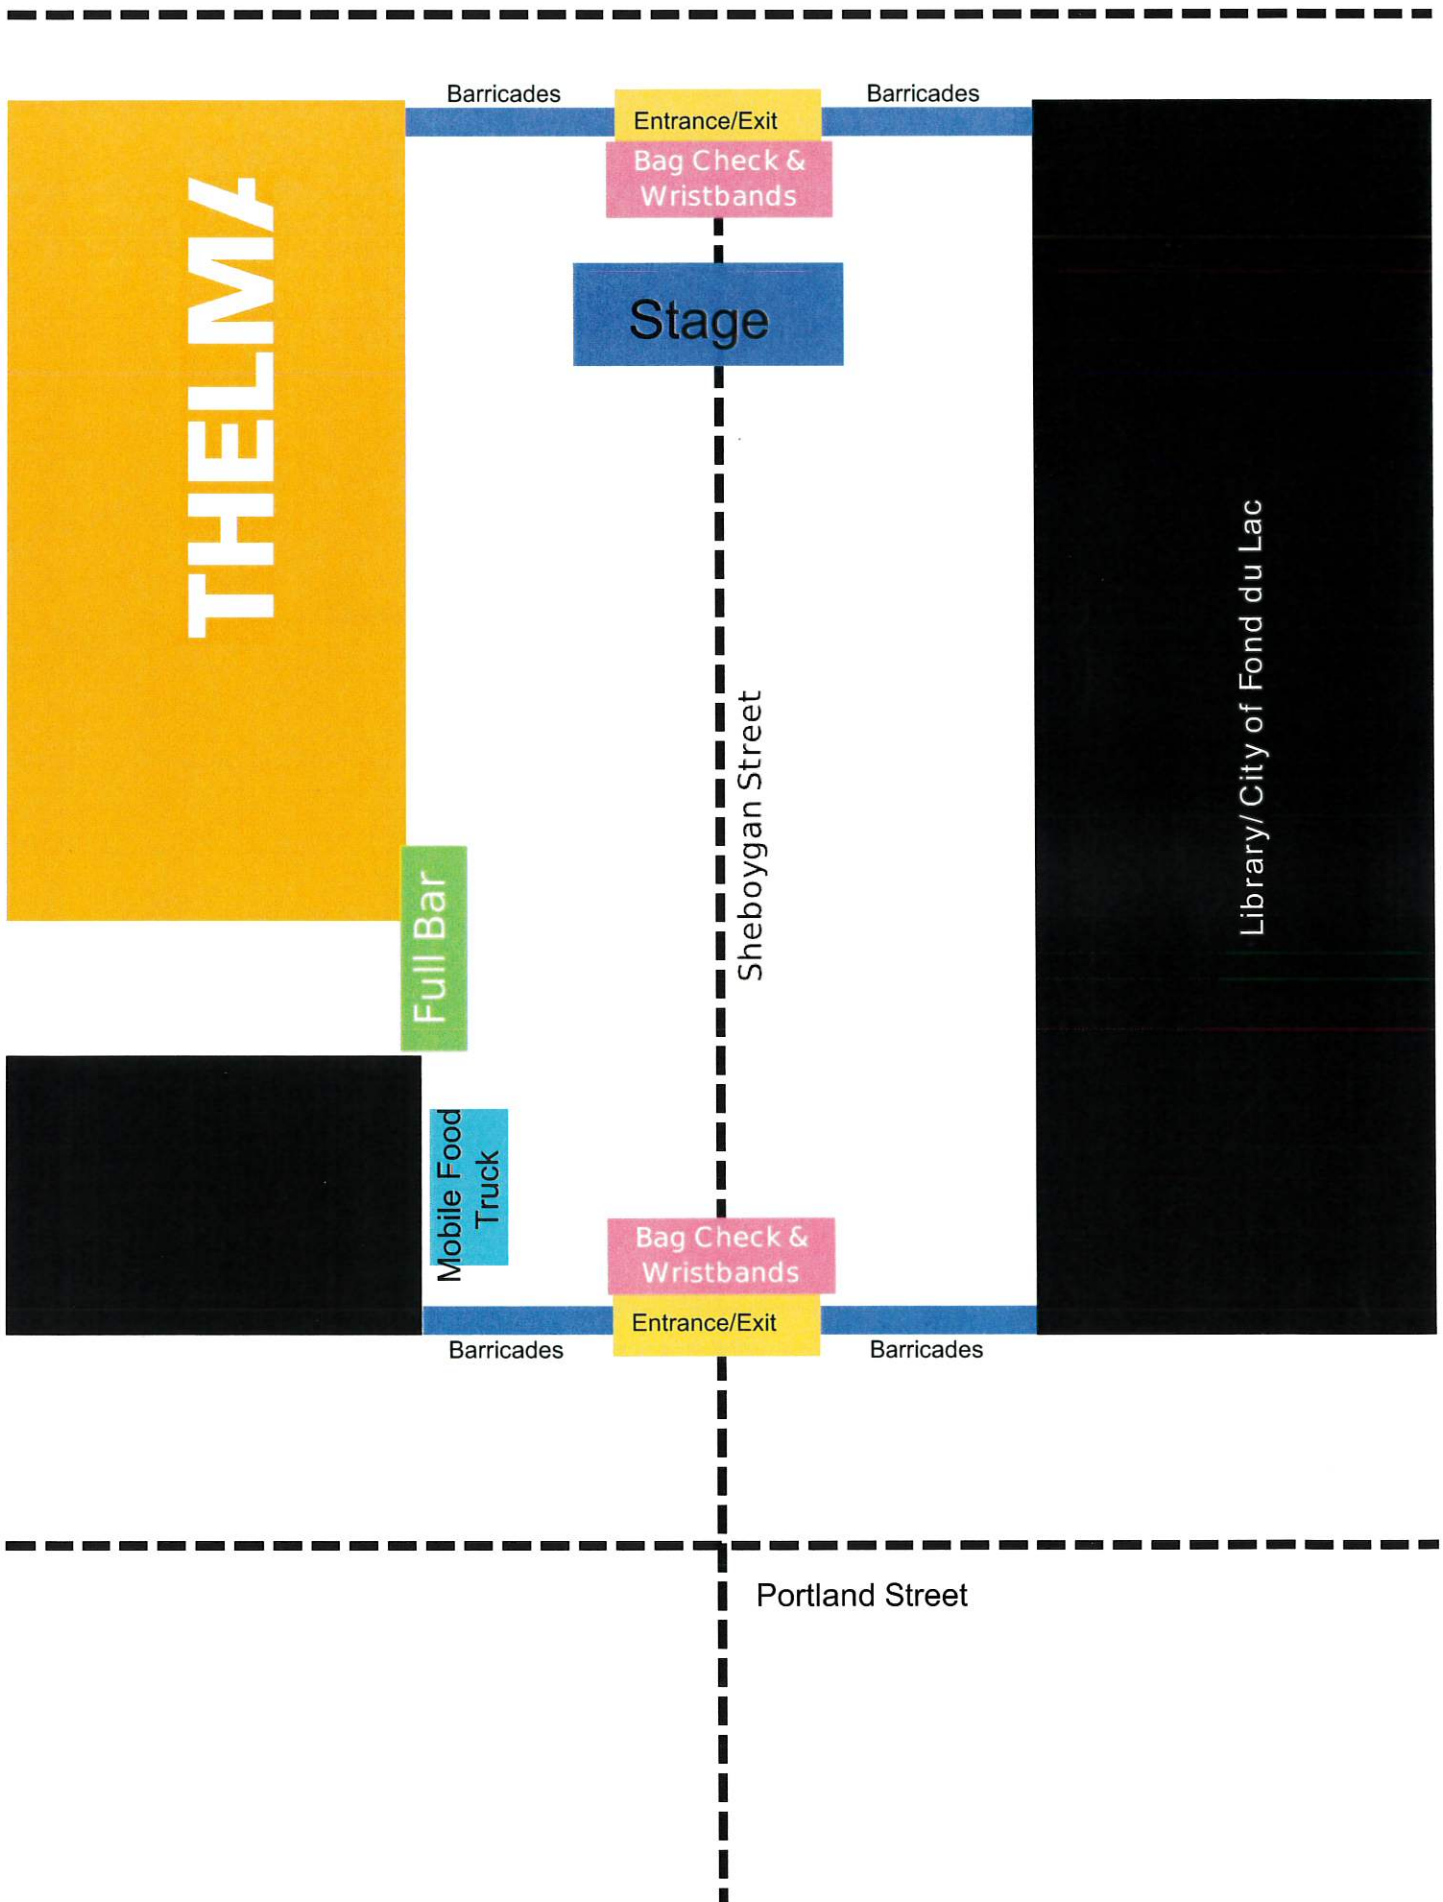 Barricades
Barricades
Entrance/Exit
Bag Check &
Wristbands
Stage
THELMA
Library/ City of Fond du Lac
Sheboygan Street
Full Bar
Mobile Food
Truck
Bag Check &
Wristbands
Entrance/Exit
Barricades
Barricades
Portland Street